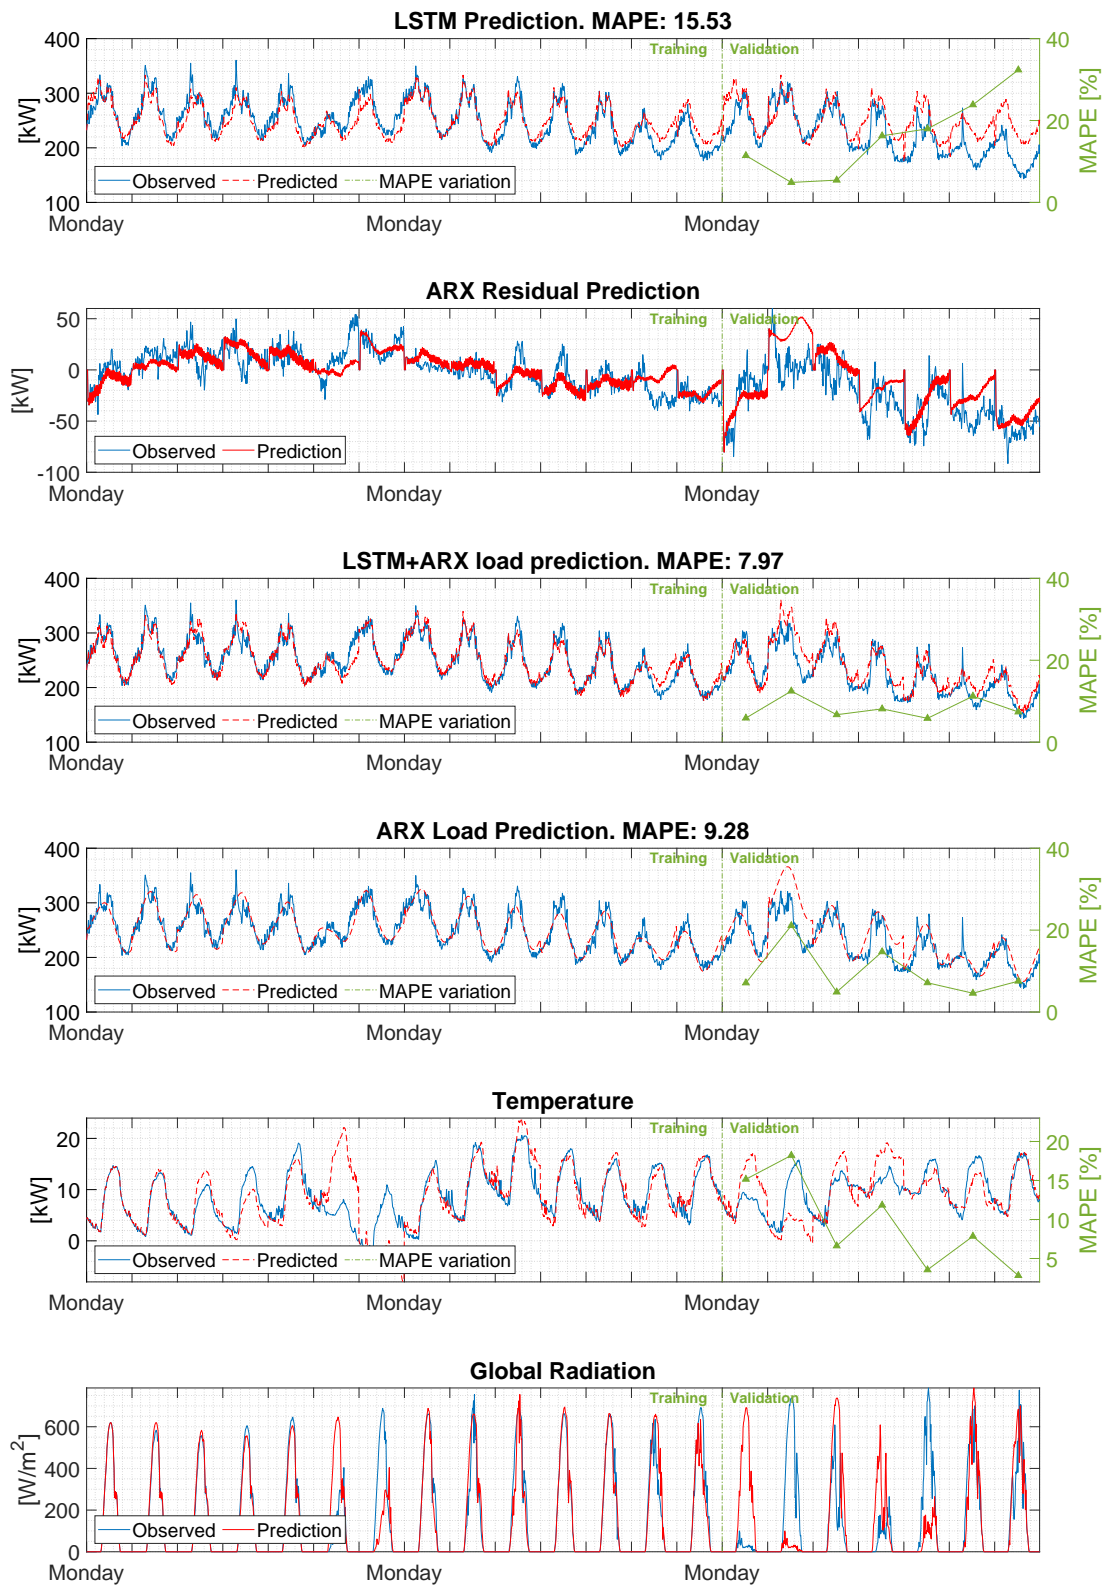 LSTM Prediction. MAPE: 15.53
400
300
200
100
[kW]
Training
Validation
Observed
Predicted
MAPE variation
40
20
0
MAPE [%]
Monday
Monday
Monday
ARX Residual Prediction
50
0
-50
-100
[kW]
Training
Validation
Observed
Prediction
Monday
Monday
Monday
LSTM+ARX load prediction. MAPE: 7.97
400
300
200
100
[kW]
Training
Validation
Observed
Predicted
MAPE variation
40
20
0
MAPE [%]
Monday
Monday
Monday
ARX Load Prediction. MAPE: 9.28
400
300
200
100
[kW]
Training
Validation
Observed
Predicted
MAPE variation
40
20
0
MAPE [%]
Monday
Monday
Monday
Temperature
20
10
0
[kW]
Training
Validation
Observed
Predicted
MAPE variation
20
15
10
5
MAPE [%]
Monday
Monday
Monday
Global Radiation
600
400
200
0
[W/m²]
Training
Validation
Observed
Prediction
Monday
Monday
Monday